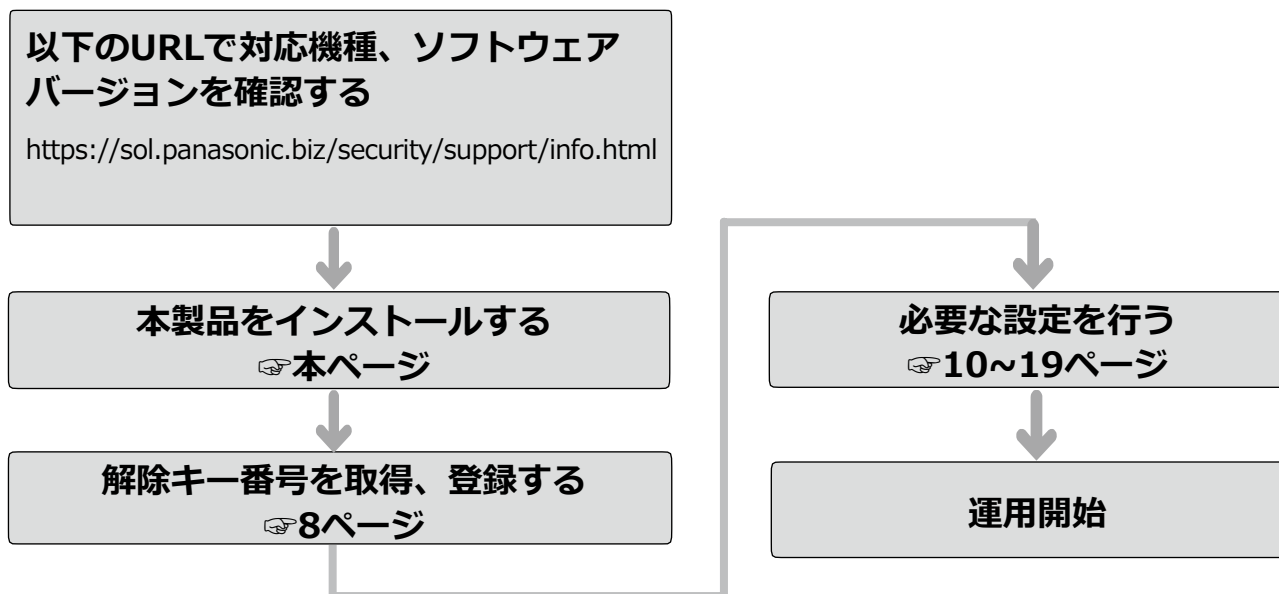 以下のURLで対応機種、ソフトウェア
バージョンを確認する
https://sol.panasonic.biz/security/support/info.html
本製品をインストールする
☞本ページ
解除キー番号を取得、登録する
☞8ページ
必要な設定を行う
☞10~19ページ
運用開始